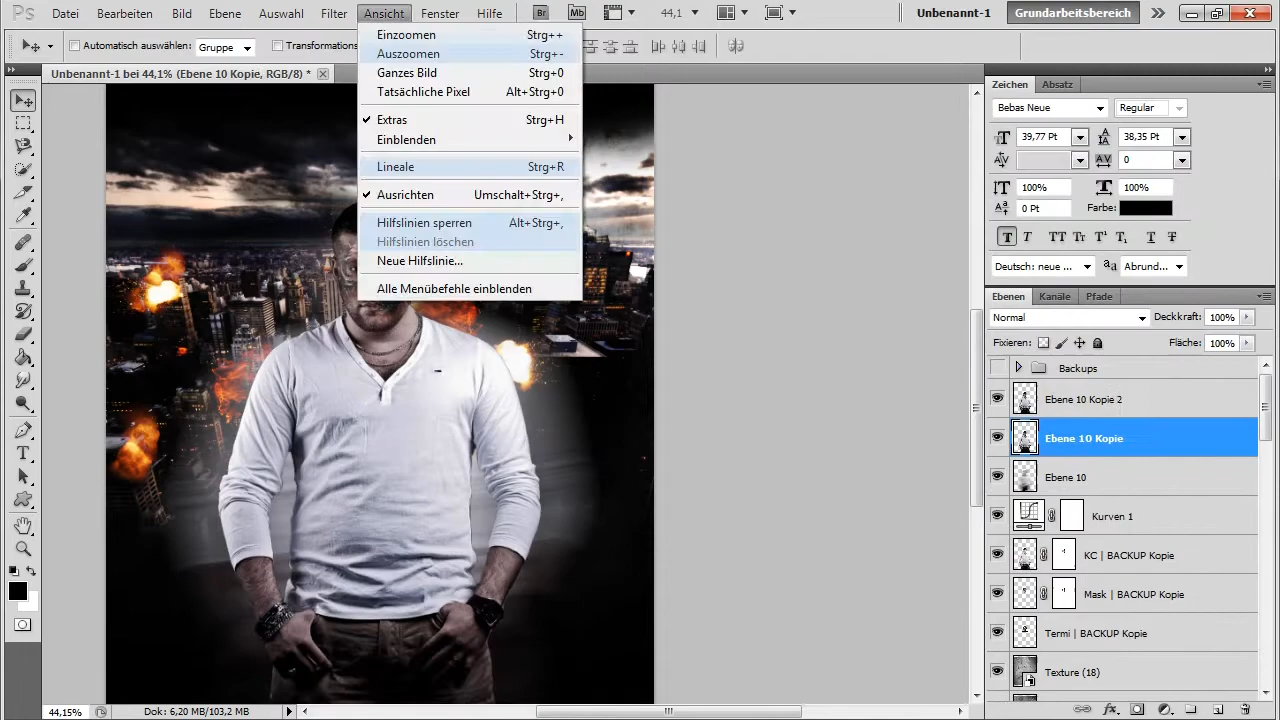 Ps Datei Bearbeiten Bild Ebene Auswahl Filter Ansicht Fenster Hilfe Br Mb 44,1 Unbenannt-1 Grundarbeitsbereich
Automatisch auswählen: Gruppe Transformations
Unbenannt-1 bei 44,1% (Ebene 10 Kopie, RGB/8) *
Einzoomen Strg++
Auszoomen Strg+-
Ganzes Bild Strg+0
Tatsächliche Pixel Alt+Strg+0
Extras Strg+H
Einblenden
Lineale Strg+R
Ausrichten Umschalt+Strg+,
Hilfslinien sperren Alt+Strg+,
Hilfslinien löschen
Neue Hilfslinie...
Alle Menübefehle einblenden
Zeichen Absatz
Bebas Neue Regular
39,77 Pt 38,35 Pt
0
100% 100%
0 Pt Farbe:
T T TT Tr T¹ T₁ T T
Deutsch: neue ... aa Abrund...
Ebenen Kanäle Pfade
Normal Deckkraft: 100%
Fixieren: Fläche: 100%
Backups
Ebene 10 Kopie 2
Ebene 10 Kopie
Ebene 10
Kurven 1
KC | BACKUP Kopie
Mask | BACKUP Kopie
Termi | BACKUP Kopie
Texture (18)
fx
44,15% Dok: 6,20 MB/103,2 MB